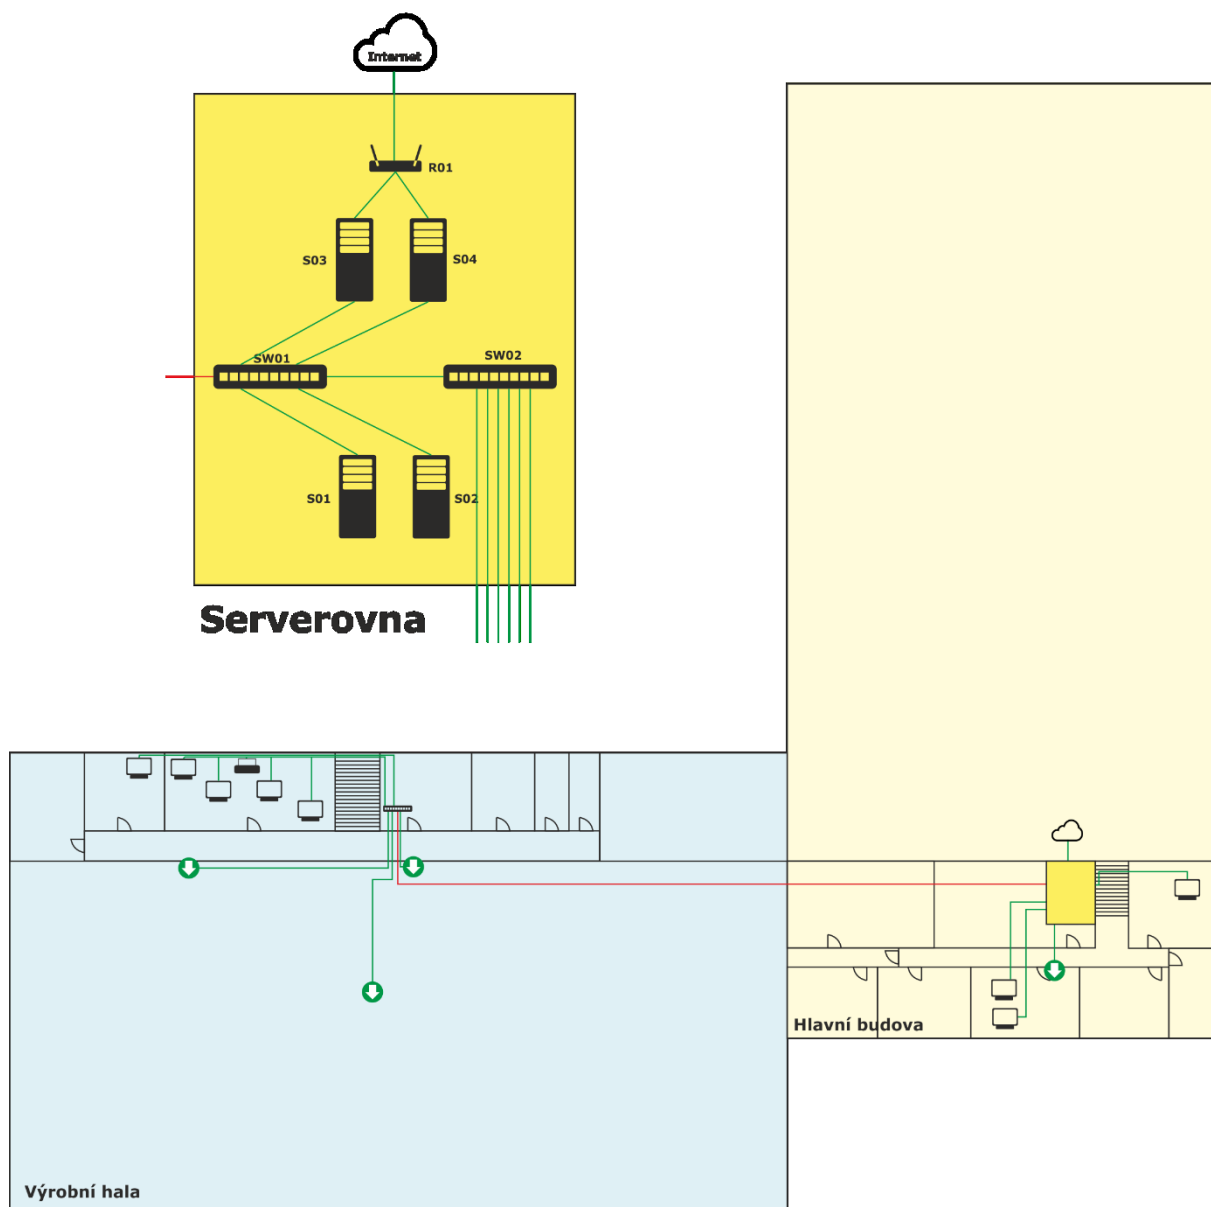 Internet
R01
S03
S04
SW01
SW02
S01
S02
Serverovna
Hlavní budova
Výrobní hala